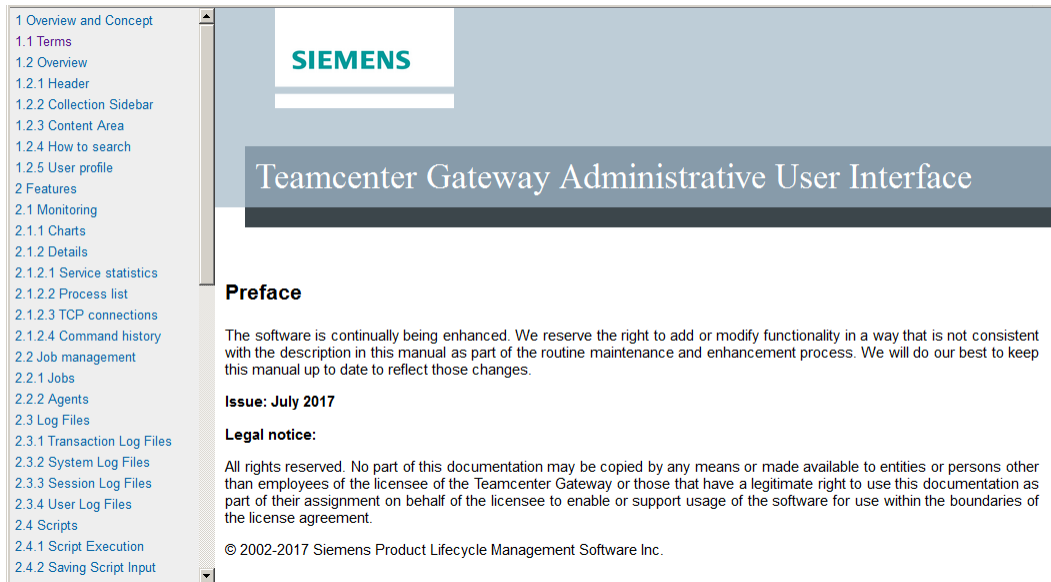 1 Overview and Concept
1.1 Terms
1.2 Overview
1.2.1 Header
1.2.2 Collection Sidebar
1.2.3 Content Area
1.2.4 How to search
1.2.5 User profile
2 Features
2.1 Monitoring
2.1.1 Charts
2.1.2 Details
2.1.2.1 Service statistics
2.1.2.2 Process list
2.1.2.3 TCP connections
2.1.2.4 Command history
2.2 Job management
2.2.1 Jobs
2.2.2 Agents
2.3 Log Files
2.3.1 Transaction Log Files
2.3.2 System Log Files
2.3.3 Session Log Files
2.3.4 User Log Files
2.4 Scripts
2.4.1 Script Execution
2.4.2 Saving Script Input
SIEMENS
Teamcenter Gateway Administrative User Interface
Preface
The software is continually being enhanced. We reserve the right to add or modify functionality in a way that is not consistent
with the description in this manual as part of the routine maintenance and enhancement process. We will do our best to keep
this manual up to date to reflect those changes.
Issue: July 2017
Legal notice:
All rights reserved. No part of this documentation may be copied by any means or made available to entities or persons other
than employees of the licensee of the Teamcenter Gateway or those that have a legitimate right to use this documentation as
part of their assignment on behalf of the licensee to enable or support usage of the software for use within the boundaries of
the license agreement.
© 2002-2017 Siemens Product Lifecycle Management Software Inc.